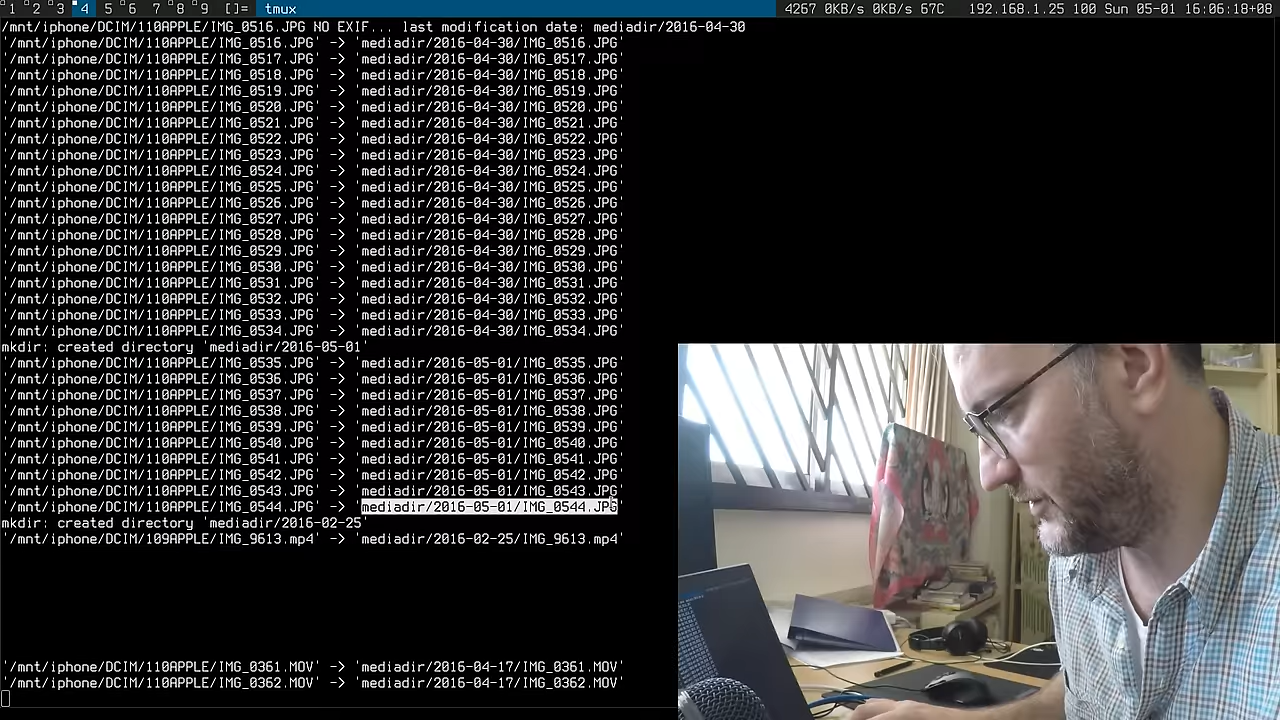 1 2 3 4 5 6 7 8 9 []= tmux 4267 0KB/s 0KB/s 67C 192.168.1.25 100 Sun 05-01 16:06:18+08
/mnt/iphone/DCIM/110APPLE/IMG_0516.JPG NO EXIF... last modification date: mediadir/2016-04-30
'/mnt/iphone/DCIM/110APPLE/IMG_0516.JPG' -> 'mediadir/2016-04-30/IMG_0516.JPG'
'/mnt/iphone/DCIM/110APPLE/IMG_0517.JPG' -> 'mediadir/2016-04-30/IMG_0517.JPG'
'/mnt/iphone/DCIM/110APPLE/IMG_0518.JPG' -> 'mediadir/2016-04-30/IMG_0518.JPG'
'/mnt/iphone/DCIM/110APPLE/IMG_0519.JPG' -> 'mediadir/2016-04-30/IMG_0519.JPG'
'/mnt/iphone/DCIM/110APPLE/IMG_0520.JPG' -> 'mediadir/2016-04-30/IMG_0520.JPG'
'/mnt/iphone/DCIM/110APPLE/IMG_0521.JPG' -> 'mediadir/2016-04-30/IMG_0521.JPG'
'/mnt/iphone/DCIM/110APPLE/IMG_0522.JPG' -> 'mediadir/2016-04-30/IMG_0522.JPG'
'/mnt/iphone/DCIM/110APPLE/IMG_0523.JPG' -> 'mediadir/2016-04-30/IMG_0523.JPG'
'/mnt/iphone/DCIM/110APPLE/IMG_0524.JPG' -> 'mediadir/2016-04-30/IMG_0524.JPG'
'/mnt/iphone/DCIM/110APPLE/IMG_0525.JPG' -> 'mediadir/2016-04-30/IMG_0525.JPG'
'/mnt/iphone/DCIM/110APPLE/IMG_0526.JPG' -> 'mediadir/2016-04-30/IMG_0526.JPG'
'/mnt/iphone/DCIM/110APPLE/IMG_0527.JPG' -> 'mediadir/2016-04-30/IMG_0527.JPG'
'/mnt/iphone/DCIM/110APPLE/IMG_0528.JPG' -> 'mediadir/2016-04-30/IMG_0528.JPG'
'/mnt/iphone/DCIM/110APPLE/IMG_0529.JPG' -> 'mediadir/2016-04-30/IMG_0529.JPG'
'/mnt/iphone/DCIM/110APPLE/IMG_0530.JPG' -> 'mediadir/2016-04-30/IMG_0530.JPG'
'/mnt/iphone/DCIM/110APPLE/IMG_0531.JPG' -> 'mediadir/2016-04-30/IMG_0531.JPG'
'/mnt/iphone/DCIM/110APPLE/IMG_0532.JPG' -> 'mediadir/2016-04-30/IMG_0532.JPG'
'/mnt/iphone/DCIM/110APPLE/IMG_0533.JPG' -> 'mediadir/2016-04-30/IMG_0533.JPG'
'/mnt/iphone/DCIM/110APPLE/IMG_0534.JPG' -> 'mediadir/2016-04-30/IMG_0534.JPG'
mkdir: created directory 'mediadir/2016-05-01'
'/mnt/iphone/DCIM/110APPLE/IMG_0535.JPG' -> 'mediadir/2016-05-01/IMG_0535.JPG'
'/mnt/iphone/DCIM/110APPLE/IMG_0536.JPG' -> 'mediadir/2016-05-01/IMG_0536.JPG'
'/mnt/iphone/DCIM/110APPLE/IMG_0537.JPG' -> 'mediadir/2016-05-01/IMG_0537.JPG'
'/mnt/iphone/DCIM/110APPLE/IMG_0538.JPG' -> 'mediadir/2016-05-01/IMG_0538.JPG'
'/mnt/iphone/DCIM/110APPLE/IMG_0539.JPG' -> 'mediadir/2016-05-01/IMG_0539.JPG'
'/mnt/iphone/DCIM/110APPLE/IMG_0540.JPG' -> 'mediadir/2016-05-01/IMG_0540.JPG'
'/mnt/iphone/DCIM/110APPLE/IMG_0541.JPG' -> 'mediadir/2016-05-01/IMG_0541.JPG'
'/mnt/iphone/DCIM/110APPLE/IMG_0542.JPG' -> 'mediadir/2016-05-01/IMG_0542.JPG'
'/mnt/iphone/DCIM/110APPLE/IMG_0543.JPG' -> 'mediadir/2016-05-01/IMG_0543.JPG'
'/mnt/iphone/DCIM/110APPLE/IMG_0544.JPG' -> 'mediadir/2016-05-01/IMG_0544.JPG'
mkdir: created directory 'mediadir/2016-02-25'
'/mnt/iphone/DCIM/109APPLE/IMG_9613.mp4' -> 'mediadir/2016-02-25/IMG_9613.mp4'
'/mnt/iphone/DCIM/110APPLE/IMG_0361.MOV' -> 'mediadir/2016-04-17/IMG_0361.MOV'
'/mnt/iphone/DCIM/110APPLE/IMG_0362.MOV' -> 'mediadir/2016-04-17/IMG_0362.MOV'